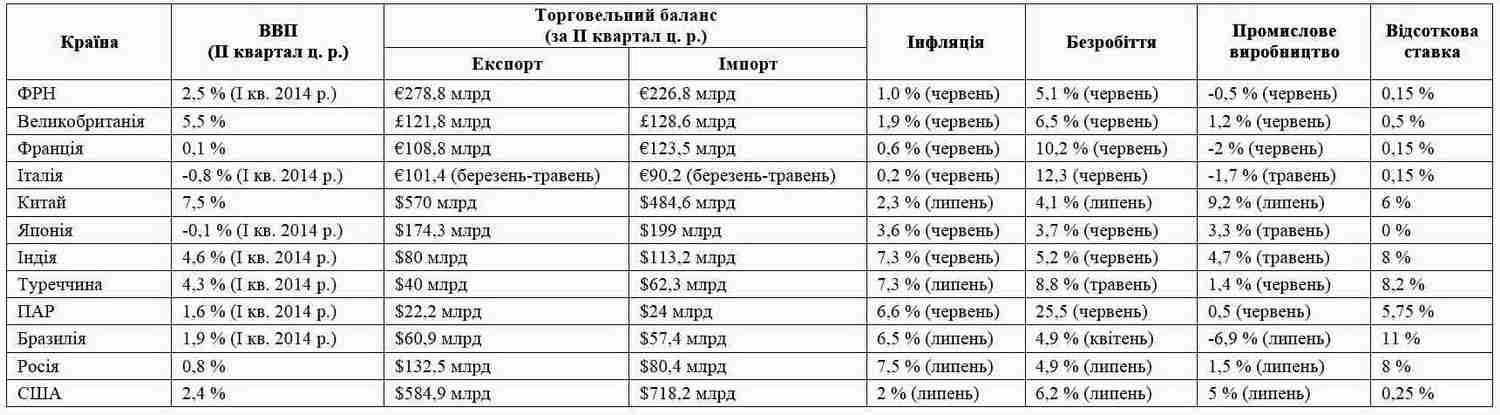 Країна ВВП (ІІ квартал ц. р.) Торговельний баланс (за ІІ квартал ц. р.) Інфляція Безробіття Промислове виробництво Відсоткова ставка
Експорт Імпорт
ФРН 2,5 % (І кв. 2014 р.) €278,8 млрд €226,8 млрд 1,0 % (червень) 5,1 % (червень) -0,5 % (червень) 0,15 %
Великобританія 5,5 % £121,8 млрд £128,6 млрд 1,9 % (червень) 6,5 % (червень) 1,2 % (червень) 0,5 %
Франція 0,1 % €108,8 млрд €123,5 млрд 0,6 % (червень) 10,2 % (червень) -2 % (червень) 0,15 %
Італія -0,8 % (І кв. 2014 р.) €101,4 (березень-травень) €90,2 (березень-травень) 0,2 % (червень) 12,3 (червень) -1,7 % (травень) 0,15 %
Китай 7,5 % $570 млрд $484,6 млрд 2,3 % (липень) 4,1 % (липень) 9,2 % (липень) 6 %
Японія -0,1 % (І кв. 2014 р.) $174,3 млрд $199 млрд 3,6 % (червень) 3,7 % (червень) 3,3 % (травень) 0 %
Індія 4,6 % (І кв. 2014 р.) $80 млрд $113,2 млрд 7,3 % (червень) 5,2 % (червень) 4,7 % (травень) 8 %
Туреччина 4,3 % (І кв. 2014 р.) $40 млрд $62,3 млрд 7,3 % (липень) 8,8 % (травень) 1,4 % (червень) 8,2 %
ПАР 1,6 % (І кв. 2014 р.) $22,2 млрд $24 млрд 6,6 % (червень) 25,5 (червень) 0,5 (червень) 5,75 %
Бразилія 1,9 % (І кв. 2014 р.) $60,9 млрд $57,4 млрд 6,5 % (липень) 4,9 % (квітень) -6,9 % (липень) 11 %
Росія 0,8 % $132,5 млрд $80,4 млрд 7,5 % (липень) 4,9 % (липень) 1,5 % (липень) 8 %
США 2,4 % $584,9 млрд $718,2 млрд 2 % (липень) 6,2 % (липень) 5 % (липень) 0,25 %